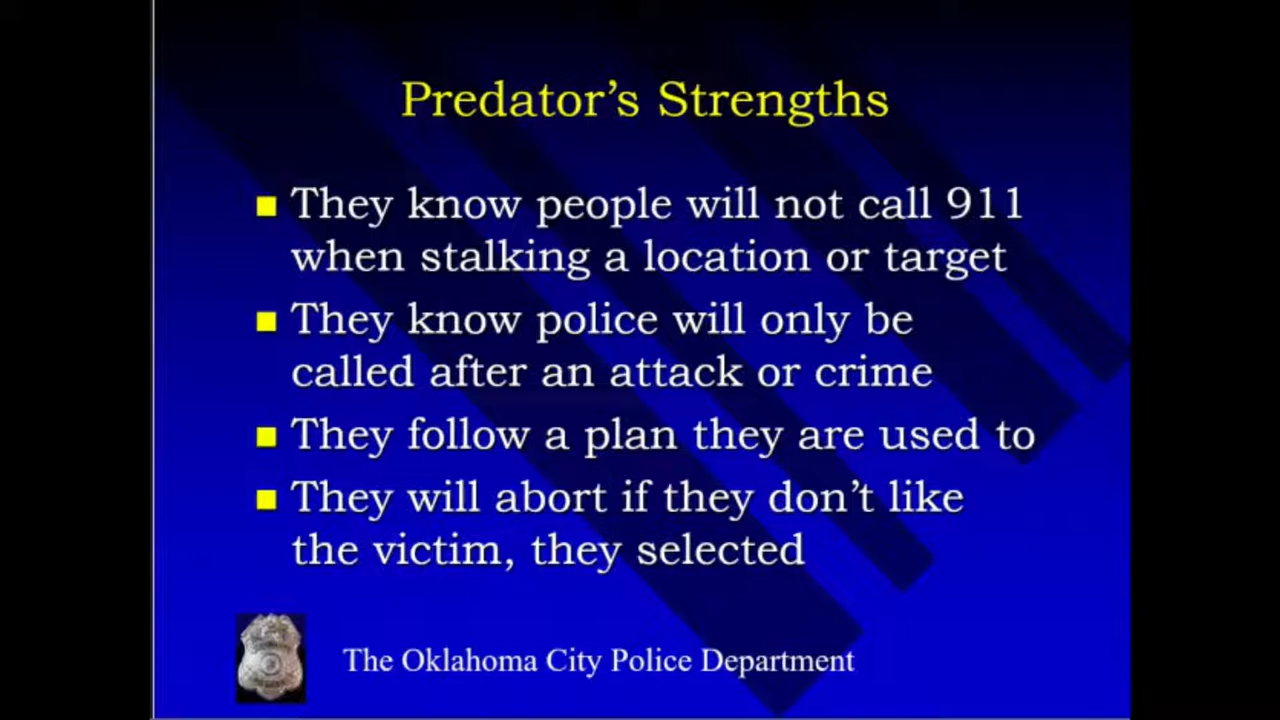 Predator’s Strengths
They know people will not call 911
when stalking a location or target
They know police will only be
called after an attack or crime
They follow a plan they are used to
They will abort if they don’t like
the victim, they selected
The Oklahoma City Police Department